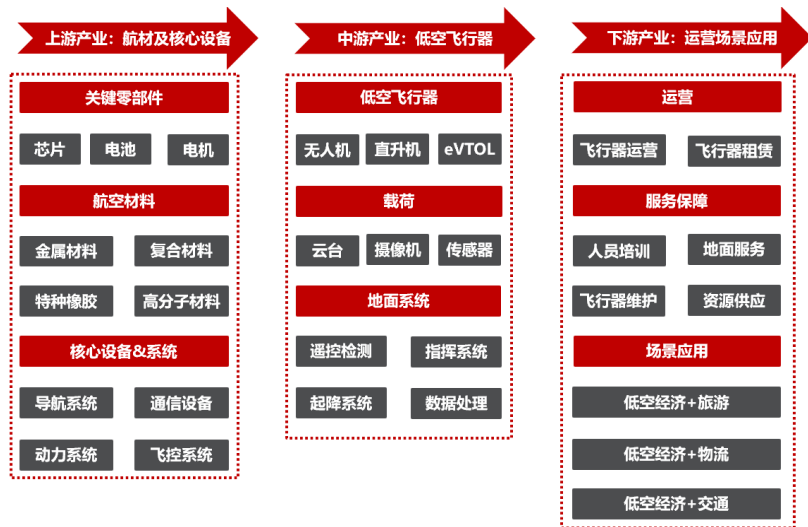 上游产业：航材及核心设备
关键零部件
芯片 电池 电机
航空材料
金属材料 复合材料
特种橡胶 高分子材料
核心设备&系统
导航系统 通信设备
动力系统 飞控系统
中游产业：低空飞行器
低空飞行器
无人机 直升机 eVTOL
载荷
云台 摄像机 传感器
地面系统
遥控检测 指挥系统
起降系统 数据处理
下游产业：运营场景应用
运营
飞行器运营 飞行器租赁
服务保障
人员培训 地面服务
飞行器维护 资源供应
场景应用
低空经济+旅游
低空经济+物流
低空经济+交通